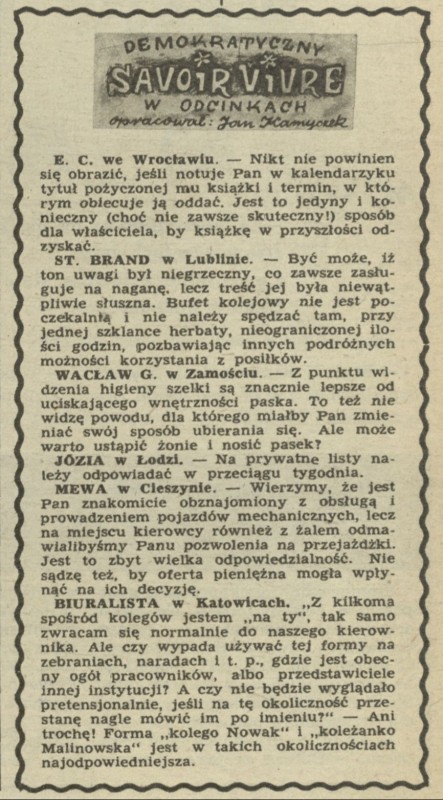 DEMOKRATYCZNY
SAVOIR VIVRE
W ODCINKACH
opracował: Jan Kamyczek
E. C. we Wrocławiu. — Nikt nie powinien
się obrazić, jeśli notuje Pan w kalendarzyku
tytuł pożyczonej mu książki i termin, w któ-
rym obiecuje ją oddać. Jest to jedyny i ko-
nieczny (choć nie zawsze skuteczny!) sposób
dla właściciela, by książkę w przyszłości od-
zyskać.
ST. BRAND w Lublinie. — Być może, iż
ton uwagi był niegrzeczny, co zawsze zasłu-
guje na naganę, lecz treść jej była niewąt-
pliwie słuszna. Bufet kolejowy nie jest po-
czekalnią i nie należy spędzać tam, przy
jednej szklance herbaty, nieograniczonej ilo-
ści godzin, pozbawiając innych podróżnych
możności korzystania z posiłków.
WACŁAW G. w Zamościu. — Z punktu wi-
dzenia higieny szelki są znacznie lepsze od
uciskającego wnętrzności paska. To też nie
widzę powodu, dla którego miałby Pan zmie-
niać swój sposób ubierania się. Ale może
warto ustąpić żonie i nosić pasek?
JÓZIA w Łodzi. — Na prywatne listy na-
leży odpowiadać w przeciągu tygodnia.
MEWA w Cieszynie. — Wierzymy, że jest
Pan znakomicie obznajomiony z obsługą i
prowadzeniem pojazdów mechanicznych, lecz
na miejscu kierowcy również z żalem odma-
wialibyśmy Panu pozwolenia na przejażdżki.
Jest to zbyt wielka odpowiedzialność. Nie
sądzę też, by oferta pieniężna mogła wpły-
nąć na ich decyzję.
BIURALISTA w Katowicach. „Z kilkoma
spośród kolegów jestem „na ty“, tak samo
zwracam się normalnie do naszego kierow-
nika. Ale czy wypada używać tej formy na
zebraniach, naradach i t. p., gdzie jest obec-
ny ogół pracowników, albo przedstawiciele
innej instytucji? A czy nie będzie wyglądało
pretensjonalnie, jeśli na tę okoliczność prze-
stanę nagle mówić im po imieniu?“ — Ani
trochę! Forma „kolego Nowak“ i „koleżanko
Malinowska“ jest w takich okolicznościach
najodpowiedniejsza.